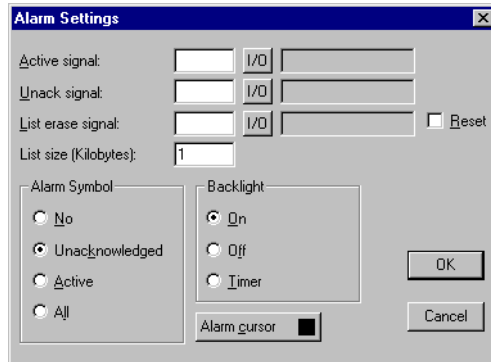 Alarm Settings
Active signal:
I/O
Unack signal:
I/O
List erase signal:
I/O
Reset
List size (Kilobytes):
1
Alarm Symbol
No
Unacknowledged
Active
All
Backlight
On
Off
Timer
Alarm cursor
OK
Cancel